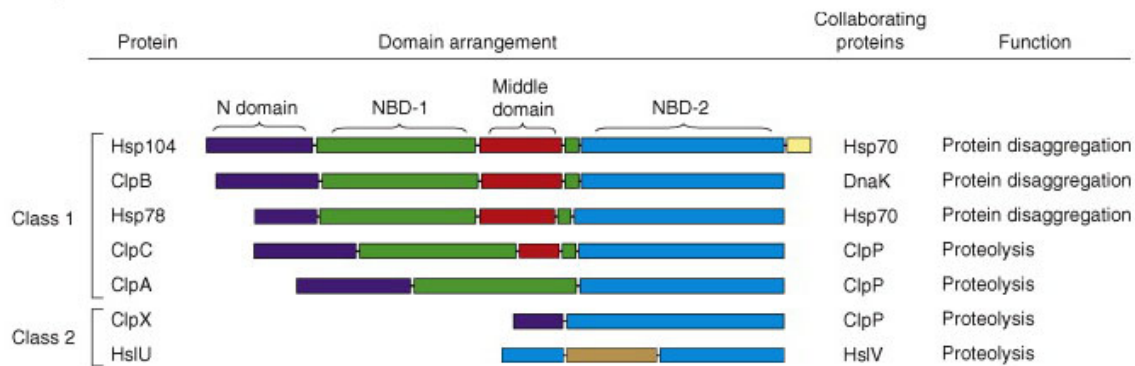 Protein Domain arrangement Collaborating proteins Function
N domain NBD-1 Middle domain NBD-2
Class 1
Hsp104 Hsp70 Protein disaggregation
ClpB DnaK Protein disaggregation
Hsp78 Hsp70 Protein disaggregation
ClpC ClpP Proteolysis
ClpA ClpP Proteolysis
Class 2
ClpX ClpP Proteolysis
HslU HslV Proteolysis